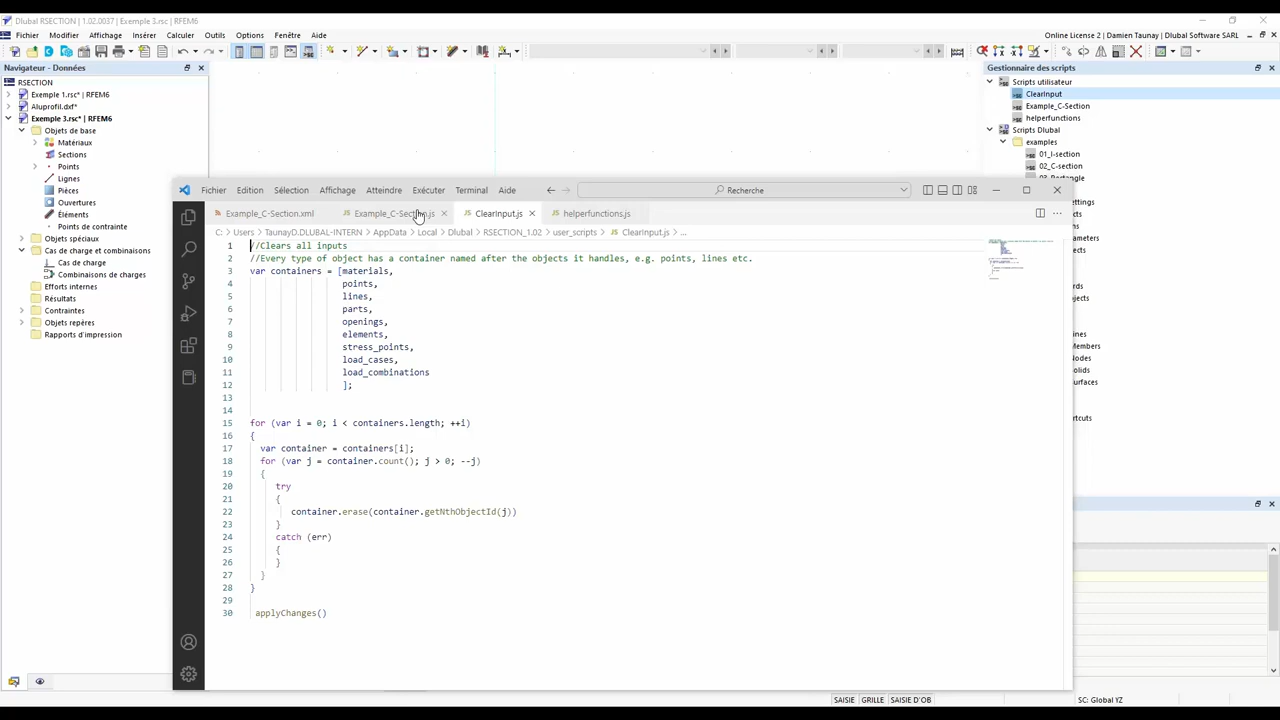 Dlubal RSECTION | 1.02.0037 | Exemple 3.rsc*
Fichier Modifier Affichage Insérer Calculer Outils Options Fenêtre Aide
Online License 2 | Damien Taunay | Dlubal Software SARL
Navigateur - Données
RSECTION
Exemple 1.rsc* | RFEM6
Aluprofil.dxf*
Exemple 3.rsc* | RFEM6
Objets de base
Matériaux
Sections
Points
Lignes
Pièces
Ouvertures
Éléments
Objets spéciaux
Cas de charge et combinaisons
Cas de charge
Combinaisons de charges
Efforts internes
Résultats
Contraintes
Objets repères
Rapports d'impression
Gestionnaire des scripts
Scripts utilisateur
ClearInput
Example_C-Section
helperfunctions
Scripts Dlubal
examples
01_I-section
02_C-section
03_Rectangle
Fichier Edition Sélection Affichage Atteindre Exécuter Terminal Aide
Recherche
Example_C-Section.xml
Example_C-Section.js
ClearInput.js
helperfunctions.js
C: > Users > TaunayD.DLUBAL-INTERN > AppData > Local > Dlubal > RSECTION_1.02 > user_scripts > ClearInput.js > ...
1 //Clears all inputs
2 //Every type of object has a container named after the objects it handles, e.g. points, lines etc.
3 var containers = [materials,
4 points,
5 lines,
6 parts,
7 openings,
8 elements,
9 stress_points,
10 load_cases,
11 load_combinations
12 ];
13
14
15 for (var i = 0; i < containers.length; ++i)
16 {
17 var container = containers[i];
18 for (var j = container.count(); j > 0; --j)
19 {
20 try
21 {
22 container.erase(container.getNthObjectId(j))
23 }
24 catch (err)
25 {
26 }
27 }
28 }
29
30 applyChanges()
SAISIE GRILLE SAISIE D'OB
SC: Global YZ